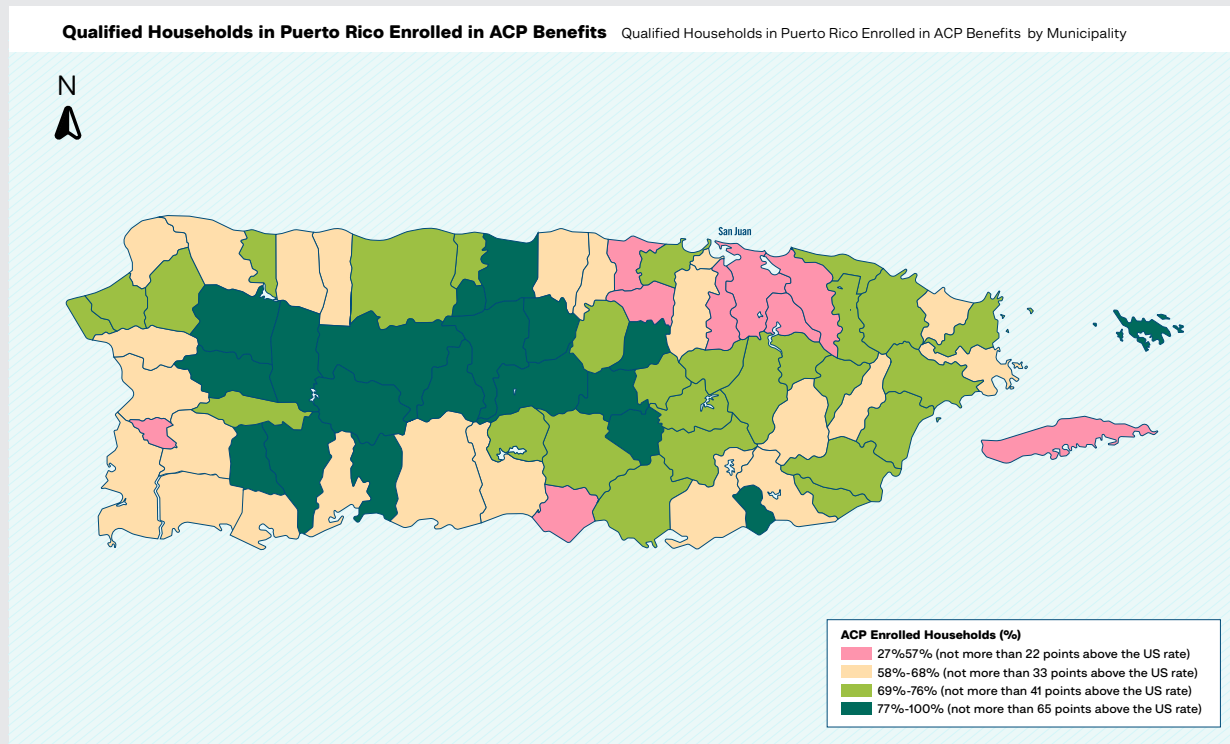 Qualified Households in Puerto Rico Enrolled in ACP Benefits Qualified Households in Puerto Rico Enrolled in ACP Benefits by Municipality
N
San Juan
ACP Enrolled Households (%)
27%57% (not more than 22 points above the US rate)
58%-68% (not more than 33 points above the US rate)
69%-76% (not more than 41 points above the US rate)
77%-100% (not more than 65 points above the US rate)